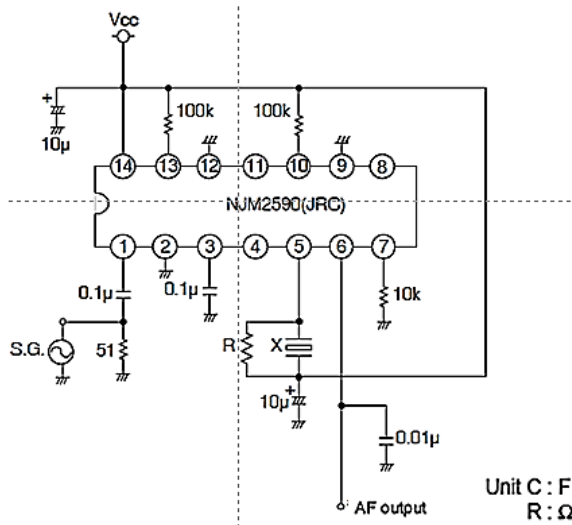 Vcc
+
10μ
100k
100k
14 13 12 11 10 9 8
NJM2590(JRC)
1 2 3 4 5 6 7
0.1μ
0.1μ
10k
S.G.
51
R
X
10μ
+
0.01μ
AF output
Unit C : F
R : Ω